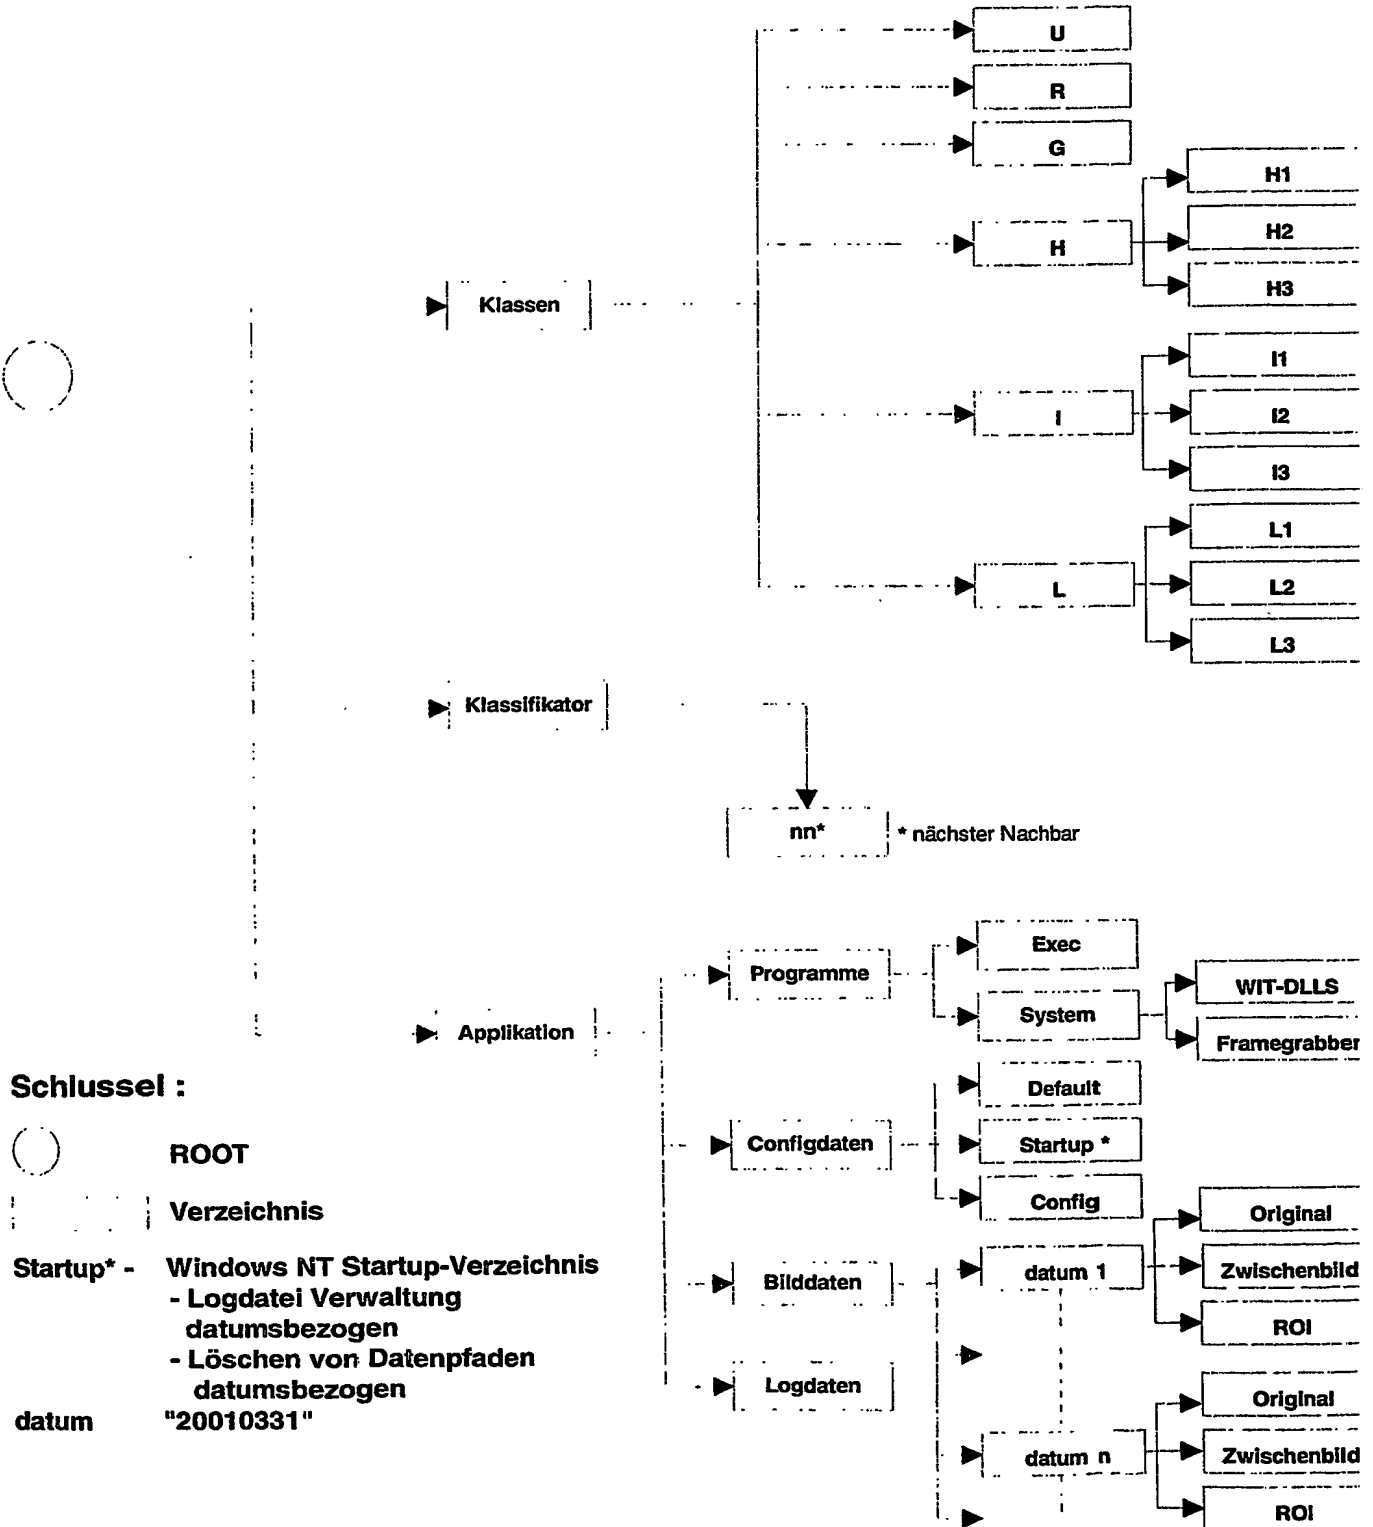 U
R
G
H
H1
H2
H3
Klassen
I
I1
I2
I3
L
L1
L2
L3
Klassifikator
nn*
* nächster Nachbar
Applikation
Programme
Exec
System
WIT-DLLS
Framegrabber
Configdaten
Default
Startup *
Config
Bilddaten
datum 1
Original
Zwischenbild
ROI
Logdaten
datum n
Original
Zwischenbild
ROI
Schlussel :
ROOT
Verzeichnis
Startup* - Windows NT Startup-Verzeichnis
- Logdatei Verwaltung
datumsbezogen
- Löschen von Datenpfaden
datumsbezogen
datum "20010331"